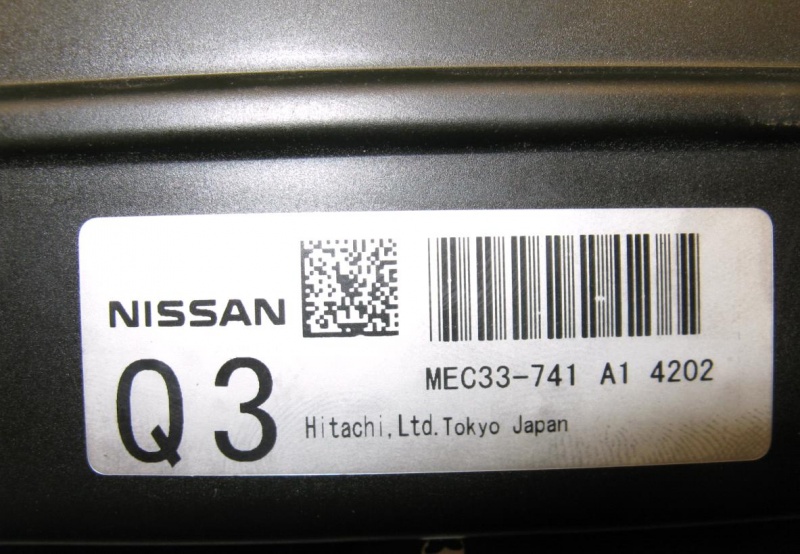 NISSAN
Q3
MEC33-741 A1 4202
Hitachi,Ltd.Tokyo Japan